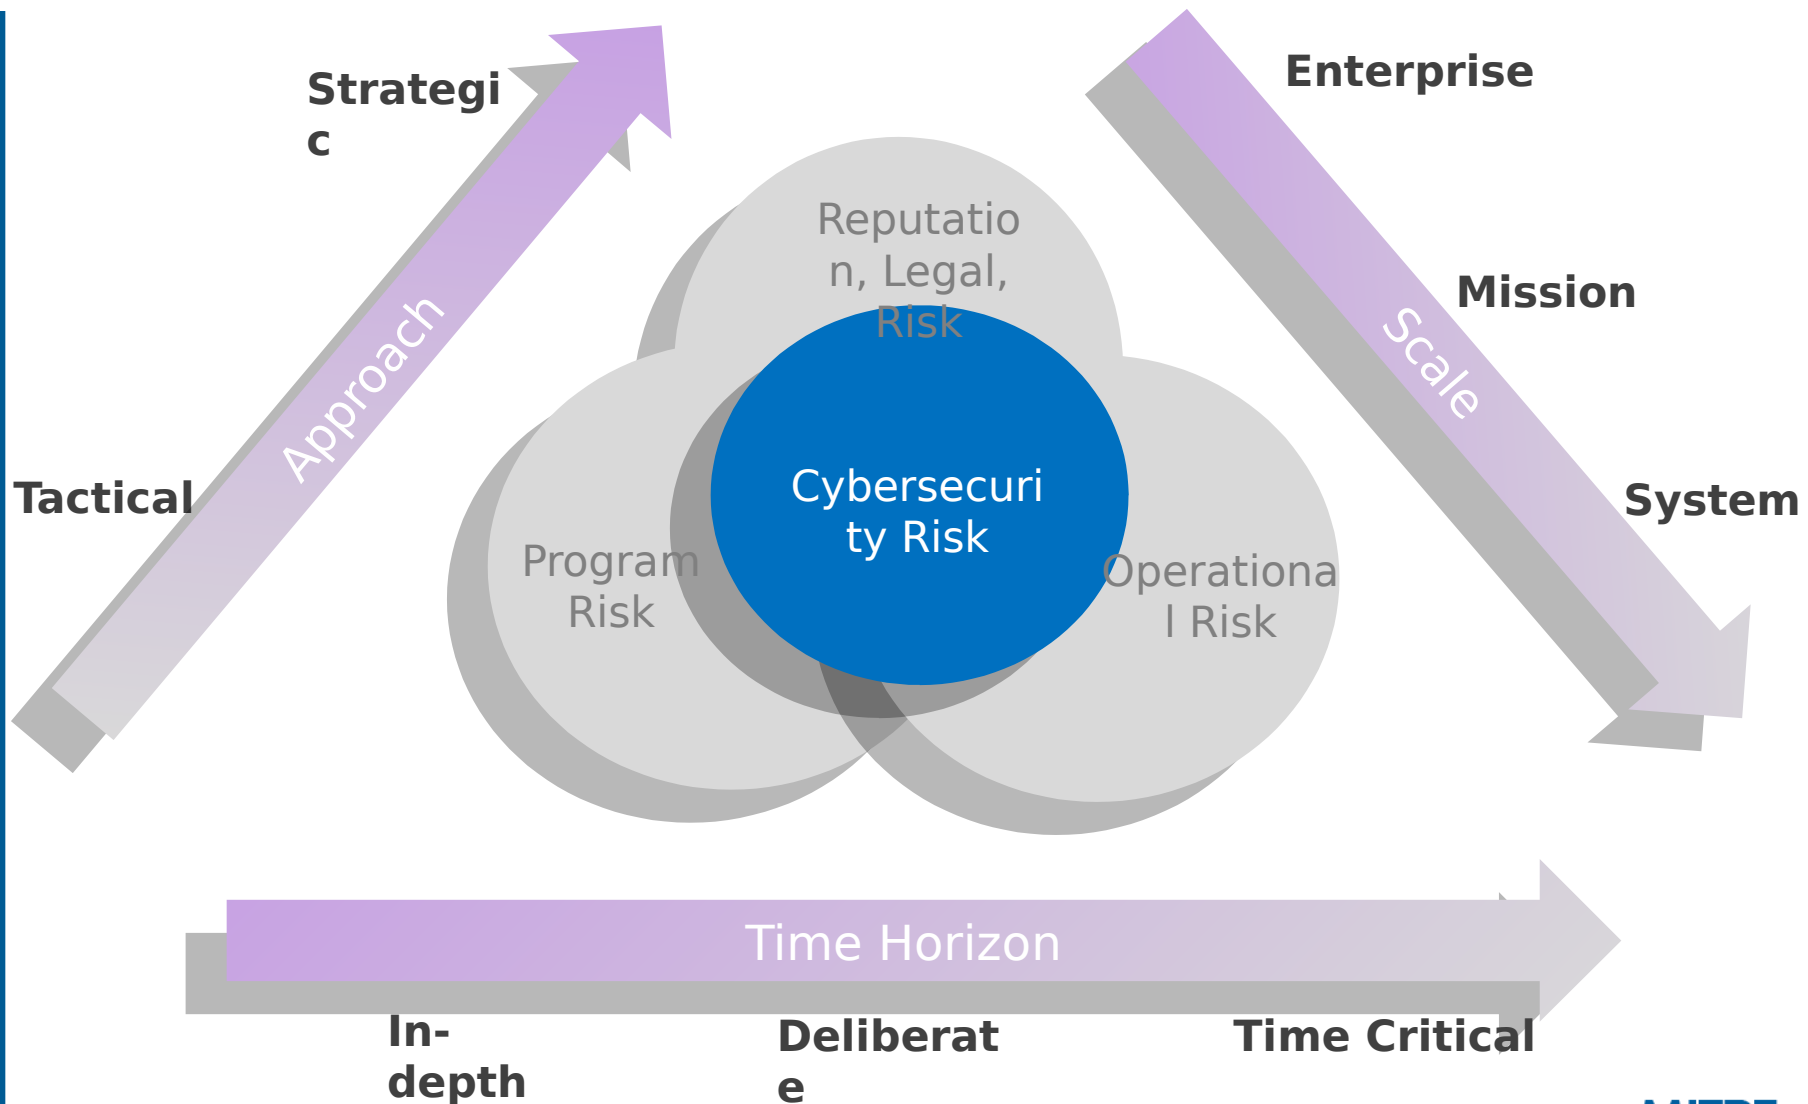 Strategi
c
Enterprise
Reputatio
n, Legal,
Risk
Mission
Approach
Scale
Tactical
System
Cybersecuri
ty Risk
Program
Risk
Operationa
l Risk
Time Horizon
In-
depth
Deliberat
e
Time Critical